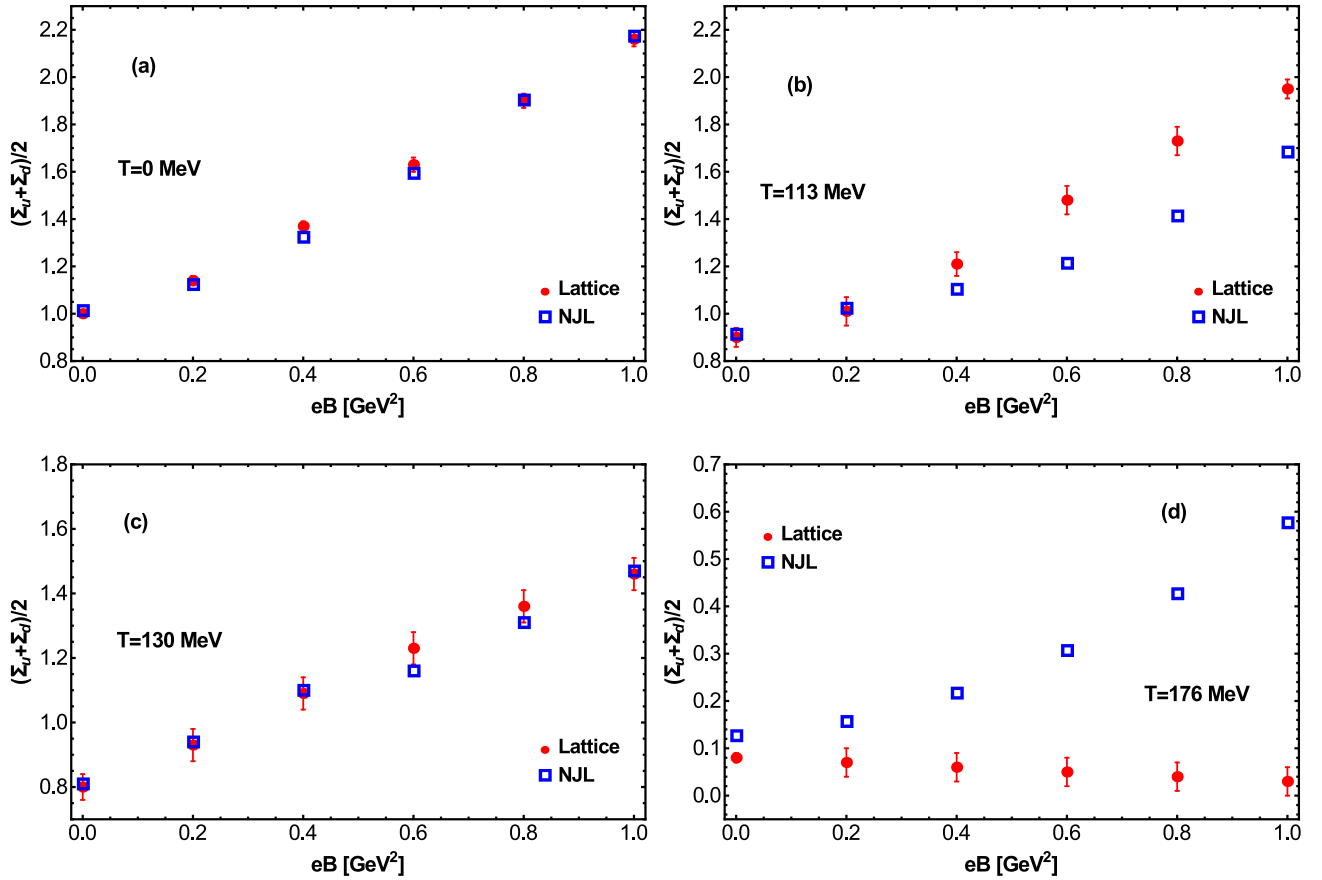 2.2
2.0
1.8
1.6
1.4
1.2
1.0
0.8
(Σu+Σd)/2
(a)
T=0 MeV
Lattice
NJL
0.0 0.2 0.4 0.6 0.8 1.0
eB [GeV²]
2.2
2.0
1.8
1.6
1.4
1.2
1.0
0.8
(Σu+Σd)/2
(b)
T=113 MeV
Lattice
NJL
0.0 0.2 0.4 0.6 0.8 1.0
eB [GeV²]
1.8
1.6
1.4
1.2
1.0
0.8
(Σu+Σd)/2
(c)
T=130 MeV
Lattice
NJL
0.0 0.2 0.4 0.6 0.8 1.0
eB [GeV²]
0.7
0.6
0.5
0.4
0.3
0.2
0.1
0.0
(Σu+Σd)/2
Lattice
NJL
(d)
T=176 MeV
0.0 0.2 0.4 0.6 0.8 1.0
eB [GeV²]